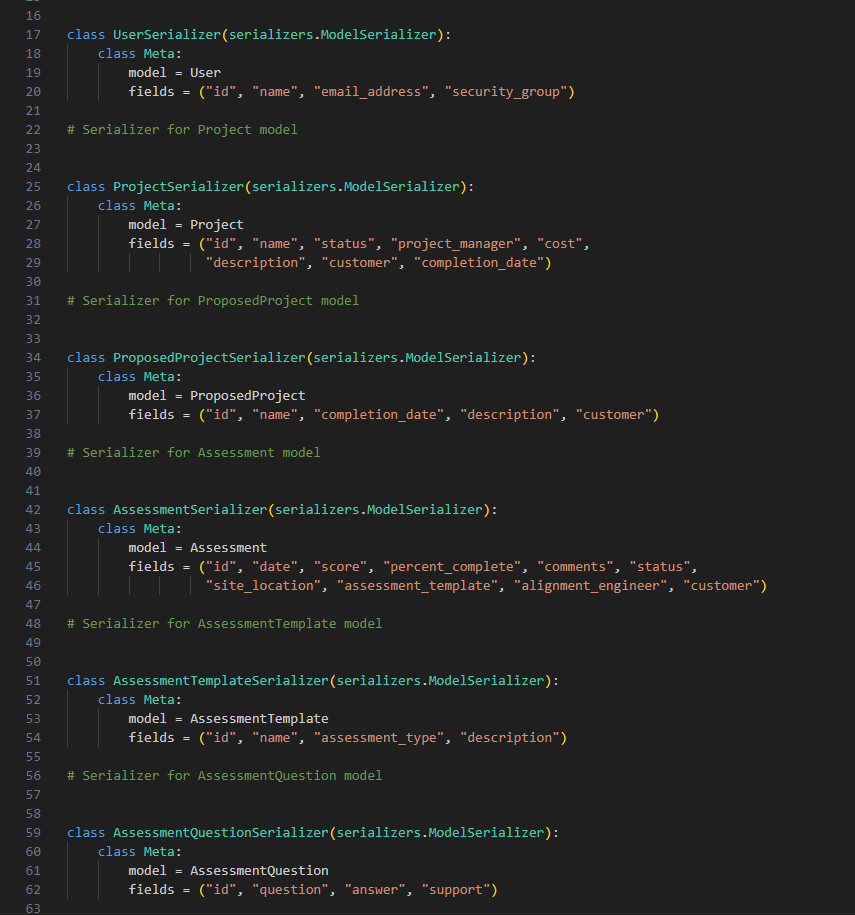 16
17 class UserSerializer(serializers.ModelSerializer):
18     class Meta:
19         model = User
20         fields = ("id", "name", "email_address", "security_group")
21
22 # Serializer for Project model
23
24
25 class ProjectSerializer(serializers.ModelSerializer):
26     class Meta:
27         model = Project
28         fields = ("id", "name", "status", "project_manager", "cost",
29                   "description", "customer", "completion_date")
30
31 # Serializer for ProposedProject model
32
33
34 class ProposedProjectSerializer(serializers.ModelSerializer):
35     class Meta:
36         model = ProposedProject
37         fields = ("id", "name", "completion_date", "description", "customer")
38
39 # Serializer for Assessment model
40
41
42 class AssessmentSerializer(serializers.ModelSerializer):
43     class Meta:
44         model = Assessment
45         fields = ("id", "date", "score", "percent_complete", "comments", "status",
46                   "site_location", "assessment_template", "alignment_engineer", "customer")
47
48 # Serializer for AssessmentTemplate model
49
50
51 class AssessmentTemplateSerializer(serializers.ModelSerializer):
52     class Meta:
53         model = AssessmentTemplate
54         fields = ("id", "name", "assessment_type", "description")
55
56 # Serializer for AssessmentQuestion model
57
58
59 class AssessmentQuestionSerializer(serializers.ModelSerializer):
60     class Meta:
61         model = AssessmentQuestion
62         fields = ("id", "question", "answer", "support")
63